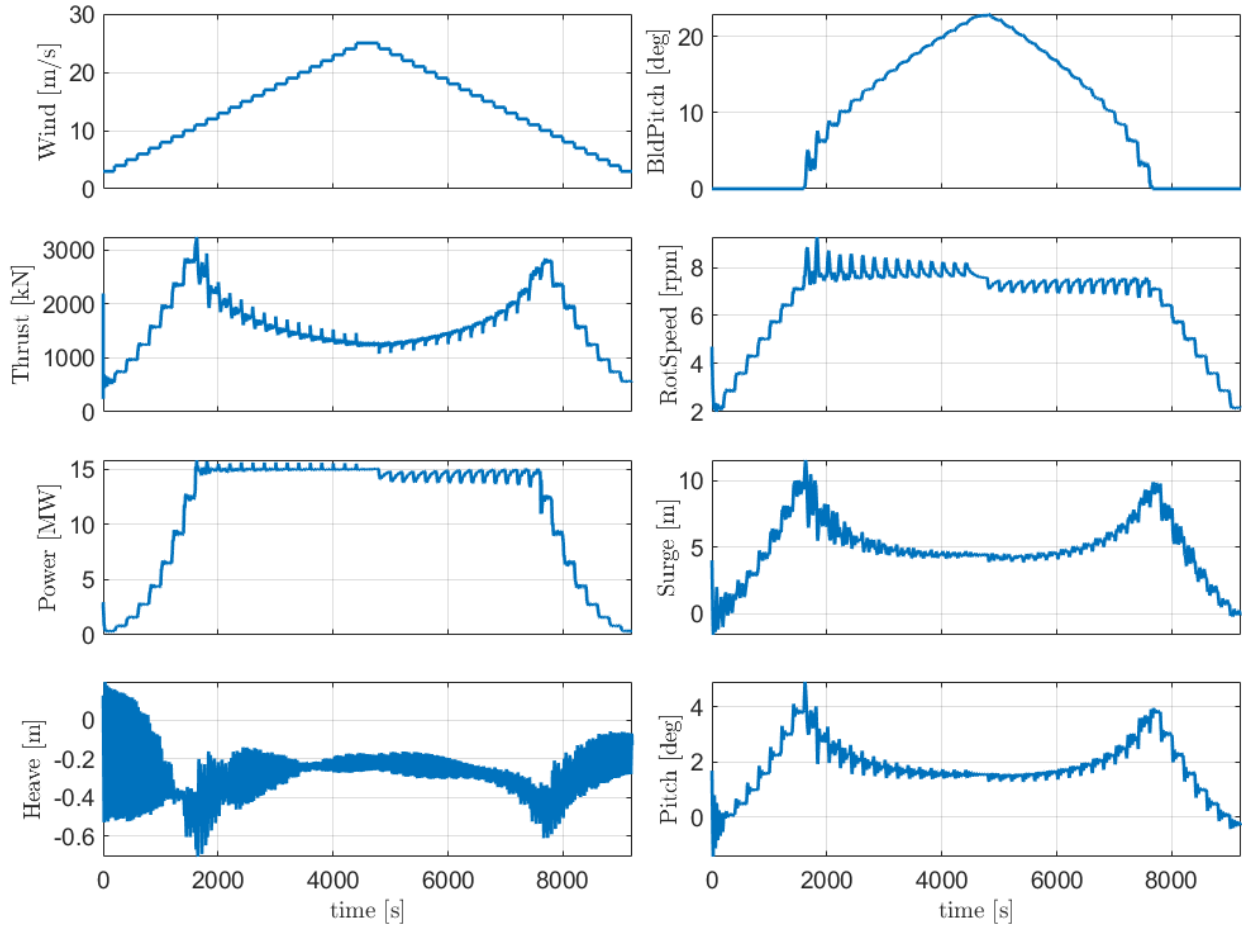 30
20
10
0
Wind [m/s]
20
10
0
BldPitch [deg]
3000
2000
1000
0
Thrust [kN]
8
6
4
2
RotSpeed [rpm]
15
10
5
0
Power [MW]
10
5
0
Surge [m]
0
-0.2
-0.4
-0.6
Heave [m]
0 2000 4000 6000 8000
time [s]
4
2
0
Pitch [deg]
0 2000 4000 6000 8000
time [s]